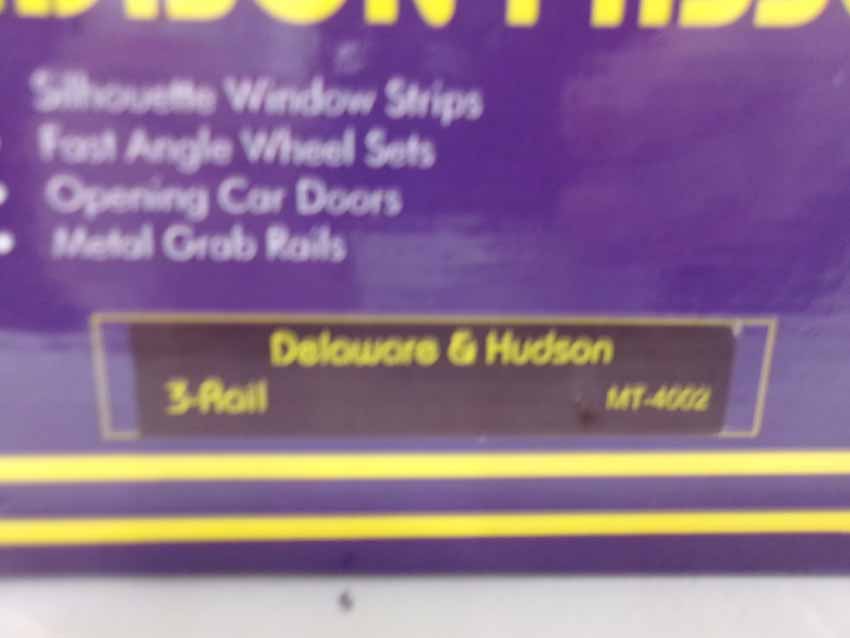 Silhouette Window Strips
Fast Angle Wheel Sets
• Opening Car Doors
• Metal Grab Rails
Delaware & Hudson
3-Rail MT-4002